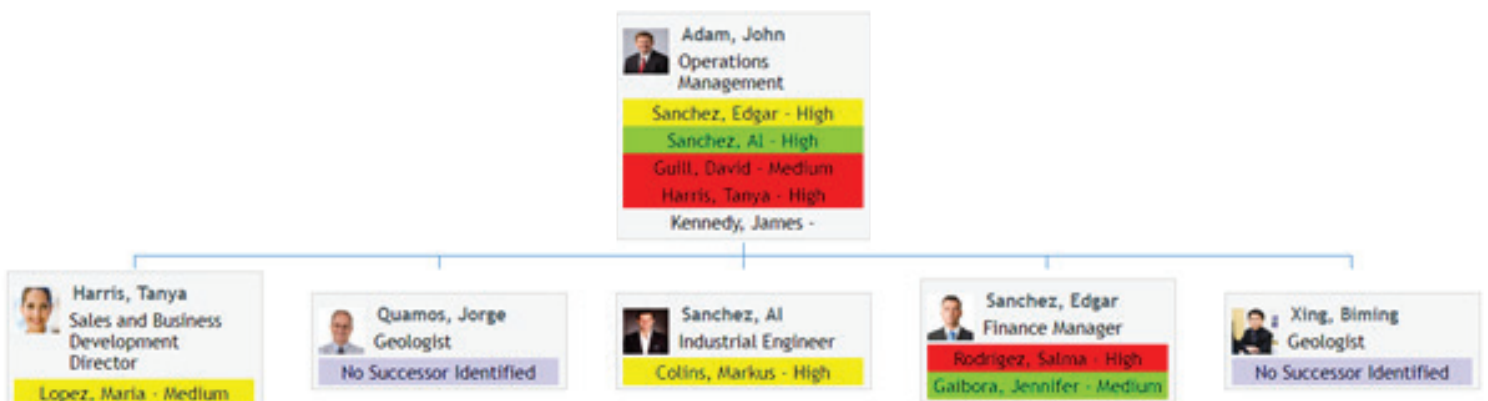 Adam, John
Operations
Management
Sanchez, Edgar - High
Sanchez, Al - High
Guill, David - Medium
Harris, Tanya - High
Kennedy, James -
Harris, Tanya
Sales and Business
Development
Director
Lopez, Maria - Medium
Quamos, Jorge
Geologist
No Successor Identified
Sanchez, Al
Industrial Engineer
Colins, Markus - High
Sanchez, Edgar
Finance Manager
Rodrigez, Salma - High
Gaibora, Jennifer - Medium
Xing, Biming
Geologist
No Successor Identified